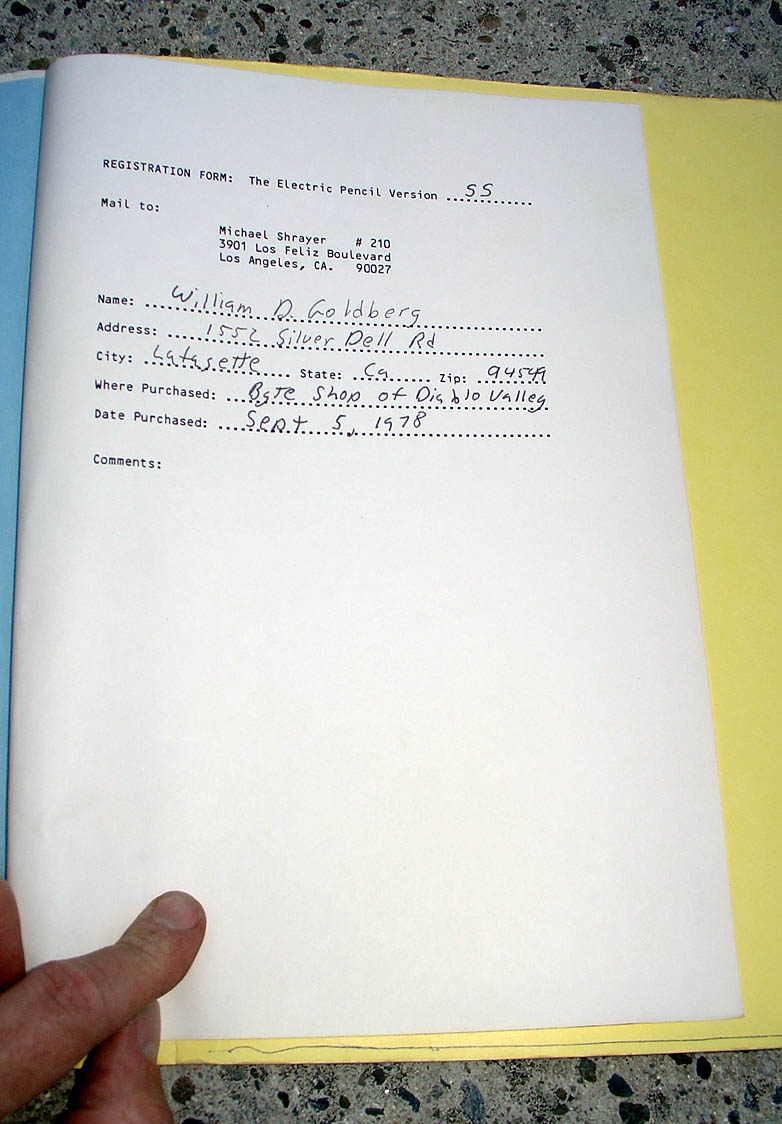 REGISTRATION FORM: The Electric Pencil Version SS
Mail to:
Michael Shrayer # 210
3901 Los Feliz Boulevard
Los Angeles, CA. 90027
Name: William D. Goldberg
Address: 1552 Silver Dell Rd
City: Lafayette State: Ca Zip: 94549
Where Purchased: Byte Shop of Diablo Valley
Date Purchased: Sept 5, 1978
Comments: